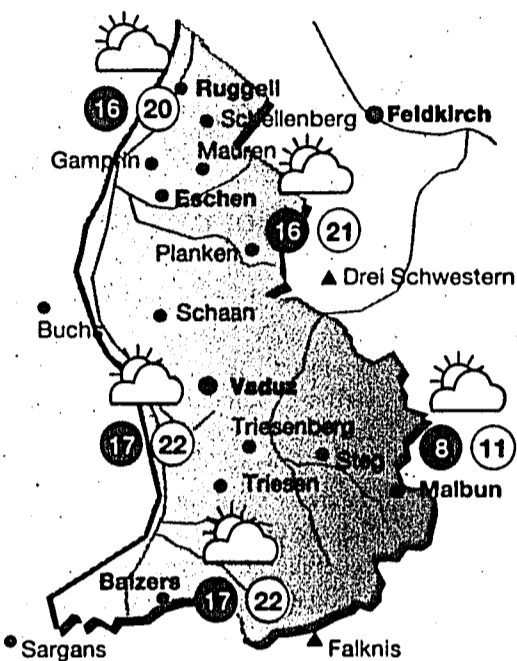 Ruggell
16 20
Schellenberg
Feldkirch
Gamprin
Mauren
Eschen
16 21
Planken
Drei Schwestern
Schaan
Buchs
Vaduz
17 22
Triesenberg
Steg
8 11
Triesen
Malbun
Balzers
17 22
Sargans
Falknis